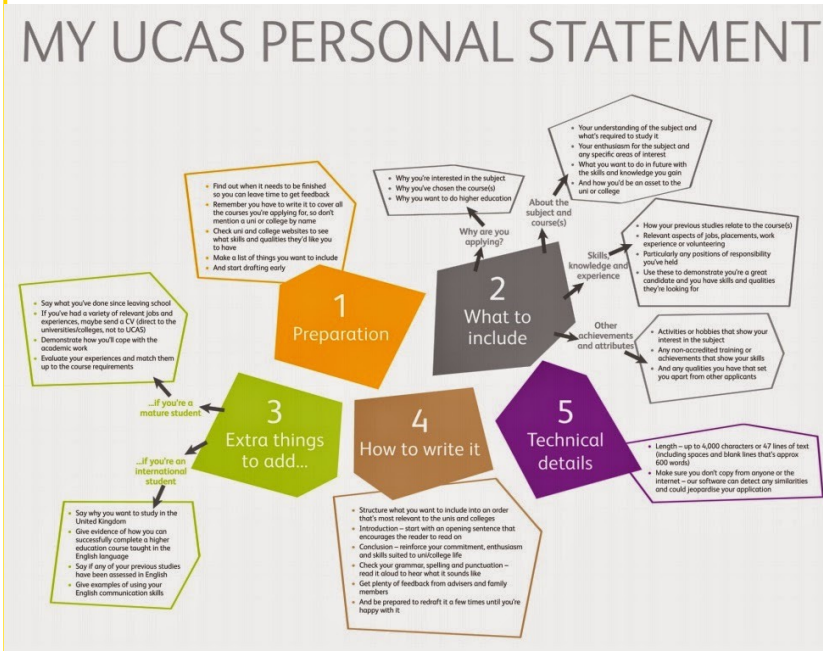 MY UCAS PERSONAL STATEMENT
1
Preparation
• Find out when it needs to be finished
so you can leave time to get feedback
• Remember you have to write it to cover all
the courses you're applying for, so don't
mention a uni or college by name
• Check uni and college websites to see
what skills and qualities they'd like you
to have
• Make a list of things you want to include
• And start drafting early
2
What to
include
Why are you
applying?
• Why you're interested in the subject
• Why you've chosen the course(s)
• Why you want to do higher education
About the
subject and
course(s)
• Your understanding of the subject and
what's required to study it
• Your enthusiasm for the subject and
any specific areas of interest
• What you want to do in future with
the skills and knowledge you gain
• And how you'd be an asset to the
uni or college
Skills,
knowledge and
experience
• How your previous studies relate to the course(s)
• Relevant aspects of jobs, placements, work
experience or volunteering
• Particularly any positions of responsibility
you've held
• Use these to demonstrate you're a great
candidate and you have skills and qualities
they're looking for
Other
achievements
and attributes
• Activities or hobbies that show your
interest in the subject
• Any non-accredited training or
achievements that show your skills
• And any qualities you have that set
you apart from other applicants
3
Extra things
to add...
...if you're a
mature student
• Say what you've done since leaving school
• If you've had a variety of relevant jobs and
experiences, maybe send a CV (direct to the
universities/colleges, not to UCAS)
• Demonstrate how you'll cope with the
academic work
• Evaluate your experiences and match them
up to the course requirements
...if you're an
international
student
• Say why you want to study in the
United Kingdom
• Give evidence of how you can
successfully complete a higher
education course taught in the
English language
• Say if any of your previous studies
have been assessed in English
• Give examples of using your
English communication skills
4
How to write it
• Structure what you want to include into an order
that's most relevant to the unis and colleges
• Introduction – start with an opening sentence that
encourages the reader to read on
• Conclusion – reinforce your commitment, enthusiasm
and skills suited to uni/college life
• Check your grammar, spelling and punctuation –
read it aloud to hear what it sounds like
• Get plenty of feedback from advisers and family
members
• And be prepared to redraft it a few times until you're
happy with it
5
Technical
details
• Length – up to 4,000 characters or 47 lines of text
(including spaces and blank lines that's approx
600 words)
• Make sure you don't copy from anyone or the
internet – our software can detect any similarities
and could jeopardise your application